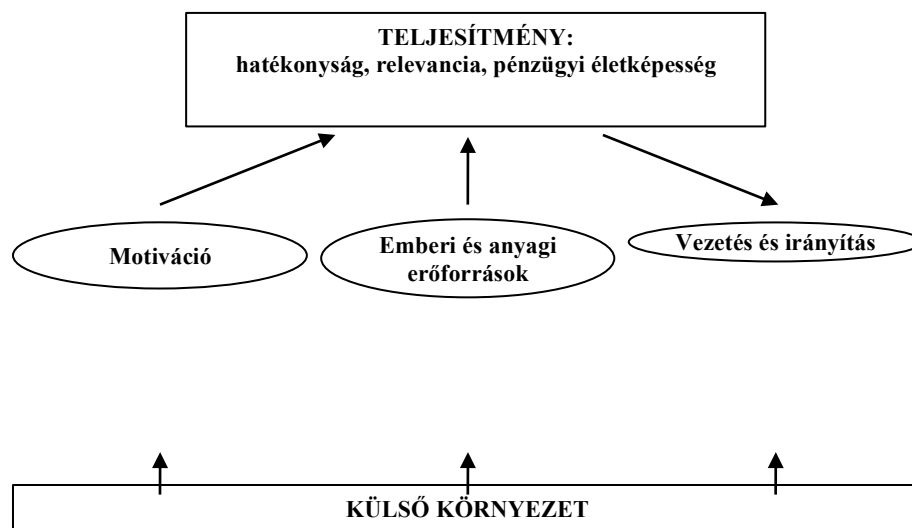 TELJESÍTMÉNY:
hatékonyság, relevancia, pénzügyi életképesség
Motiváció
Emberi és anyagi
erőforrások
Vezetés és irányítás
KÜLSŐ KÖRNYEZET